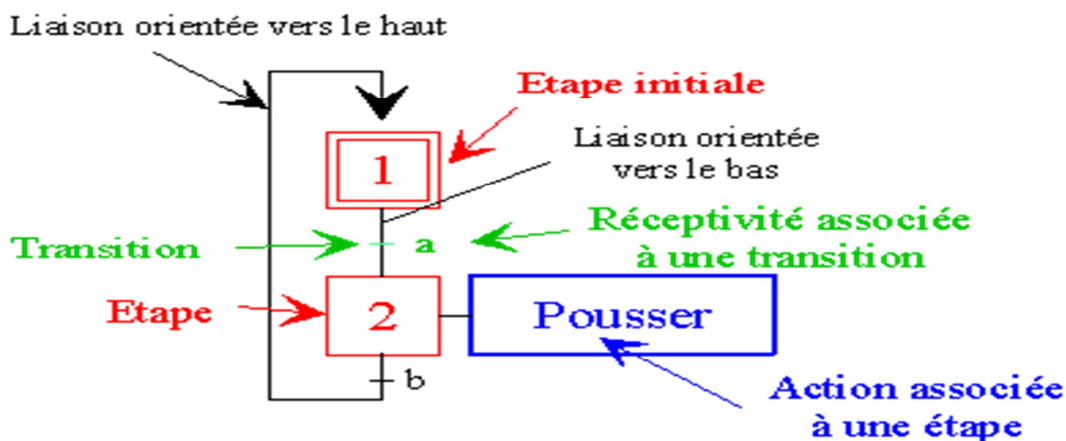 Liaison orientée vers le haut
Etape initiale
1
Liaison orientée
vers le bas
Transition
a
Réceptivité associée
à une transition
Etape
2
Pousser
b
Action associée
à une étape